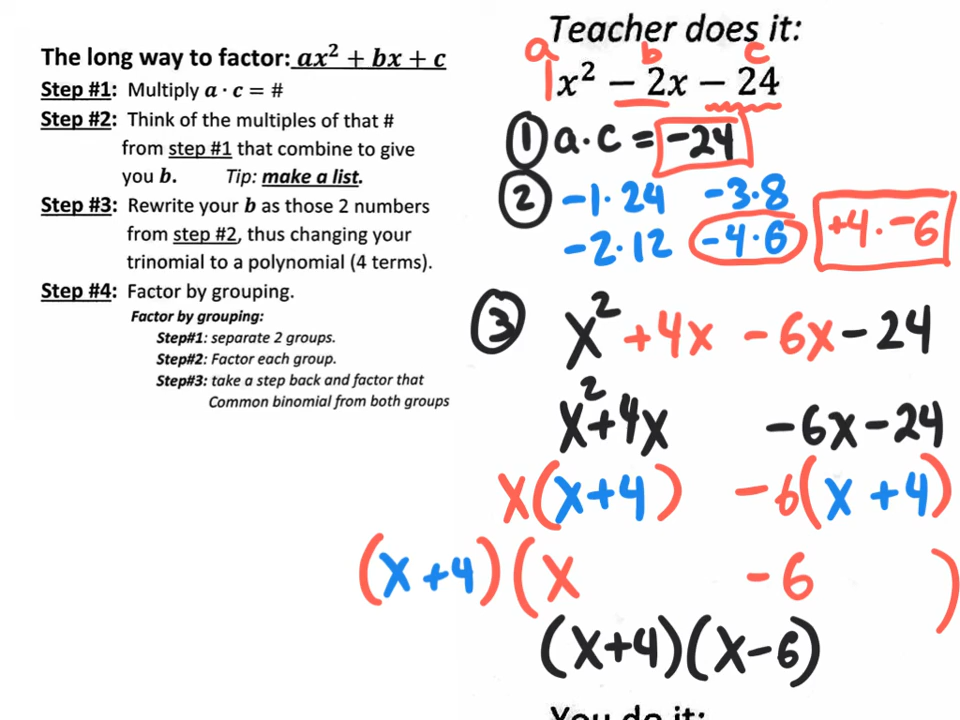 The long way to factor: ax² + bx + c
Step #1: Multiply a · c = #
Step #2: Think of the multiples of that #
from step #1 that combine to give
you b. Tip: make a list.
Step #3: Rewrite your b as those 2 numbers
from step #2, thus changing your
trinomial to a polynomial (4 terms).
Step #4: Factor by grouping.
Factor by grouping:
Step#1: separate 2 groups.
Step#2: Factor each group.
Step#3: take a step back and factor that
Common binomial from both groups
Teacher does it:
a b c
1x² − 2x − 24
① a·c = -24
② -1·24 -3·8
-2·12 -4·6 +4·-6
③ x² +4x -6x -24
x²+4x -6x-24
x(x+4) -6(x+4)
(x+4)(x -6)
(x+4)(x-6)
You do it: